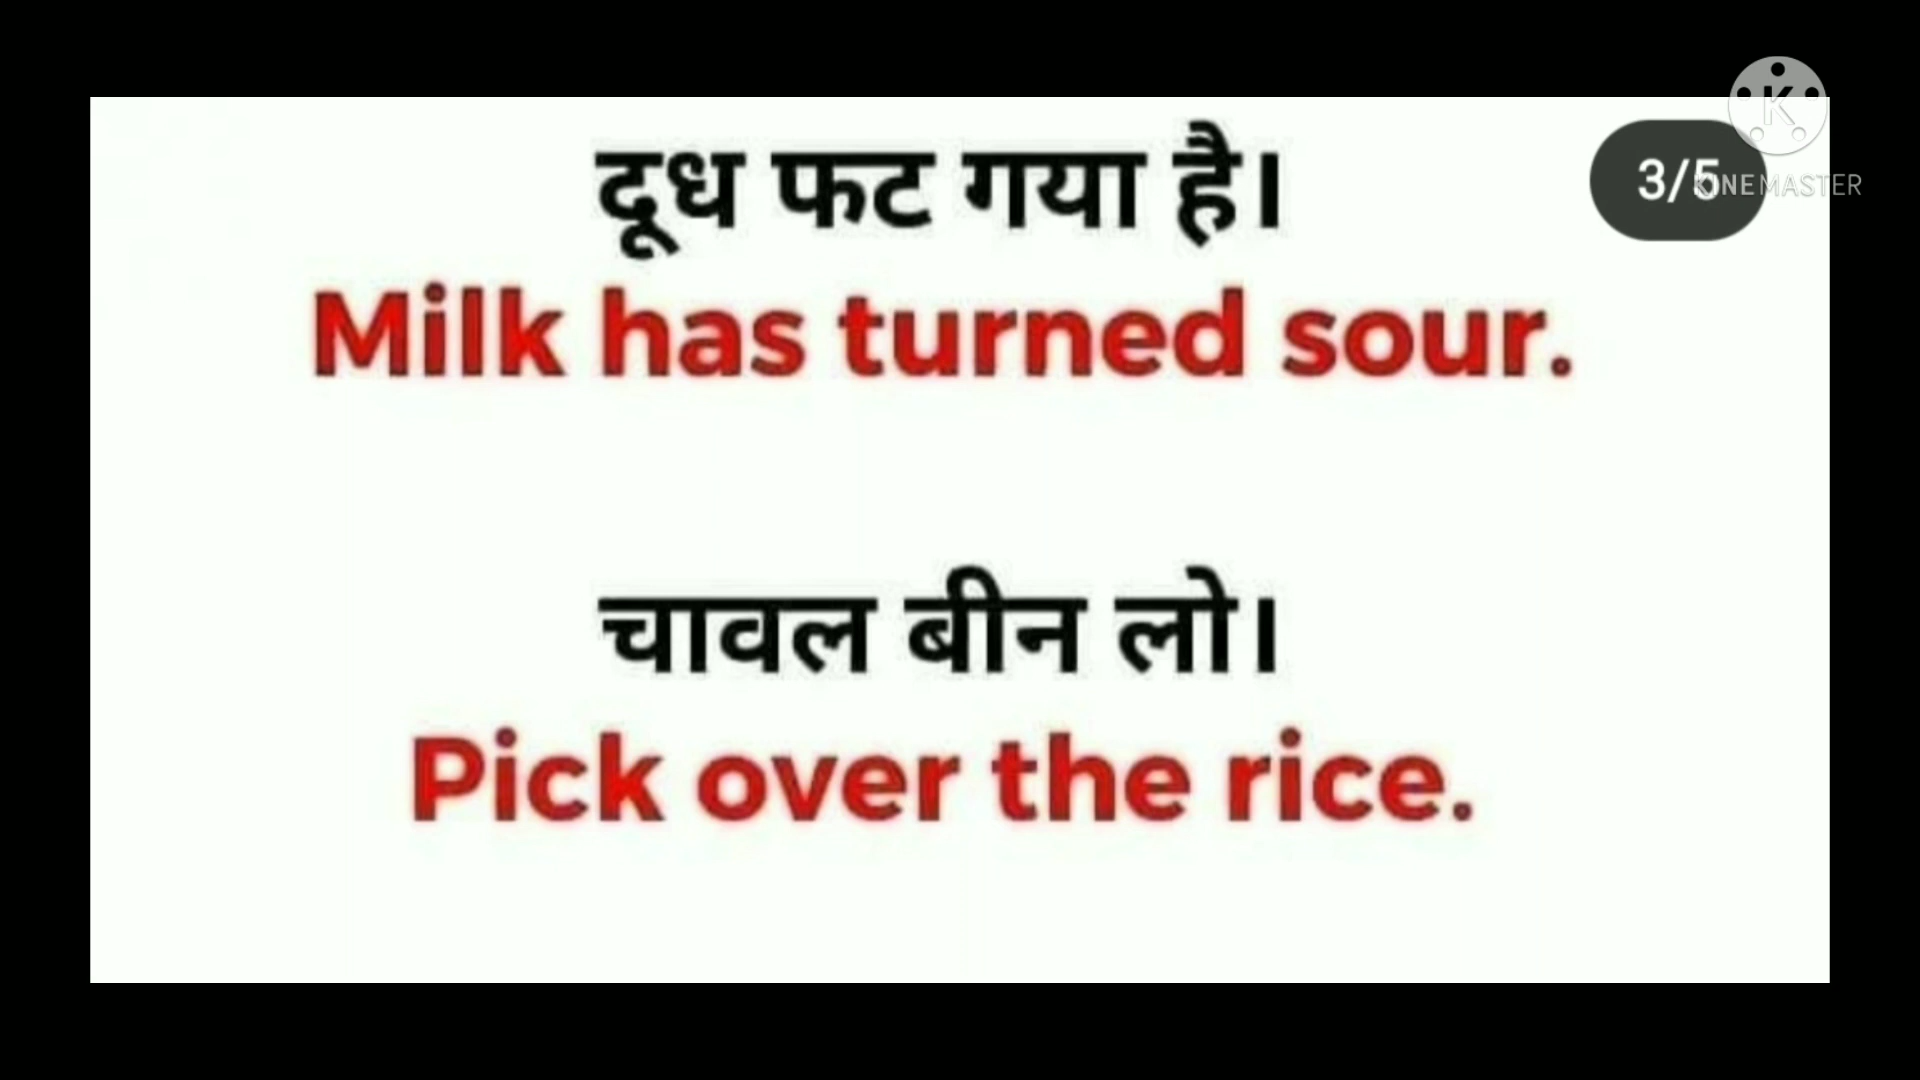 दूध फट गया है।
3/5
KINEMASTER
Milk has turned sour.
चावल बीन लो।
Pick over the rice.